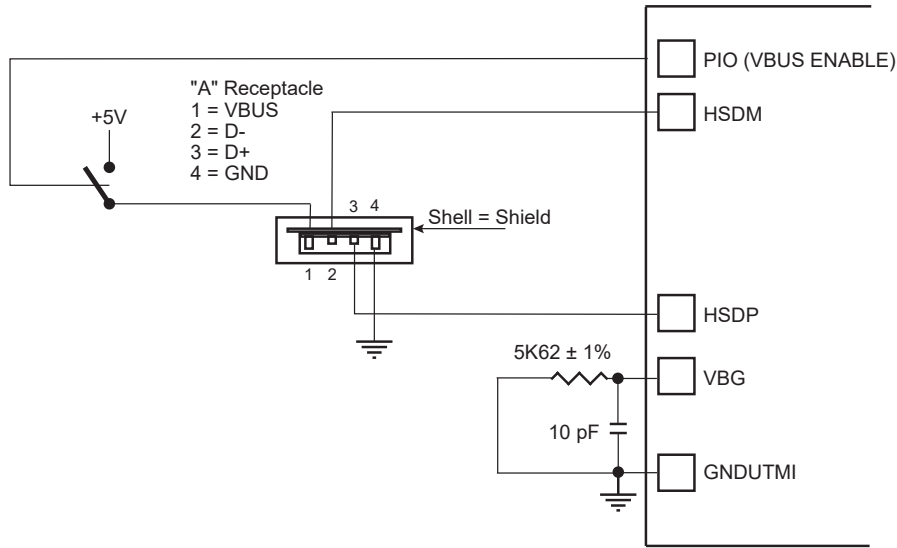 PIO (VBUS ENABLE)
"A" Receptacle
1 = VBUS
2 = D-
3 = D+
4 = GND
HSDM
+5V
3 4
Shell = Shield
1 2
HSDP
5K62 ± 1%
VBG
10 pF
GNDUTMI